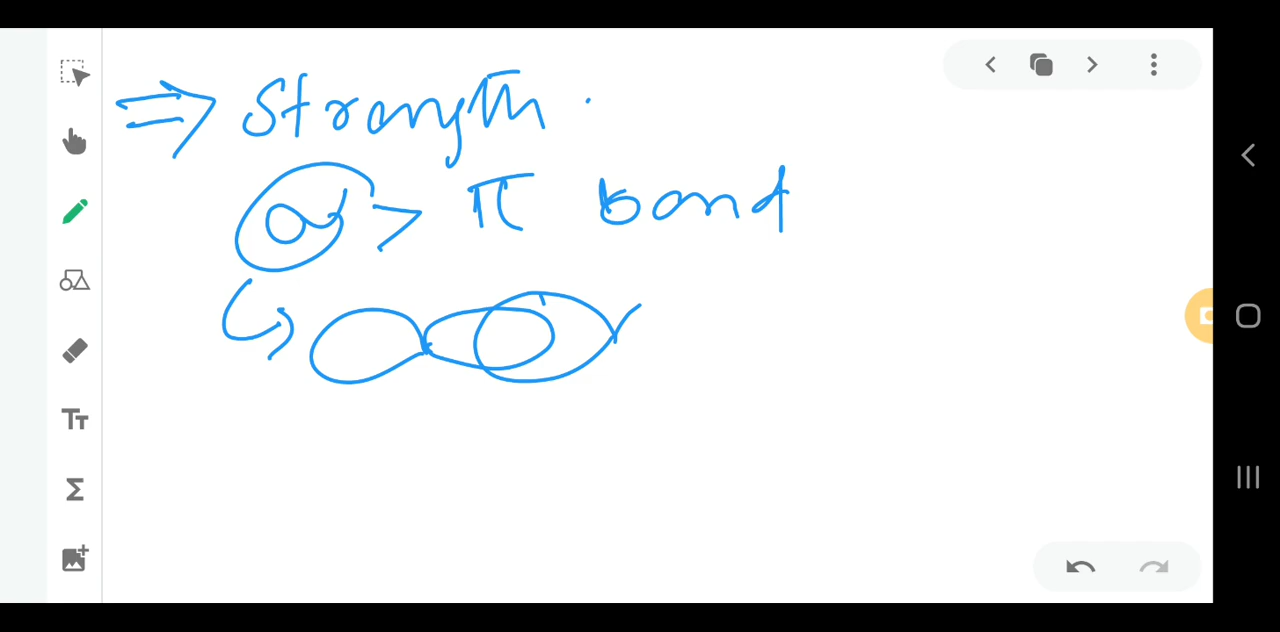 ⇒ Strength.
σ > π bond